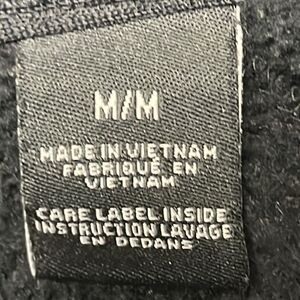 M/M
MADE IN VIETNAM
FABRIQUÉ EN
VIETNAM
CARE LABEL INSIDE
INSTRUCTION LAVAGE
EN DEDANS